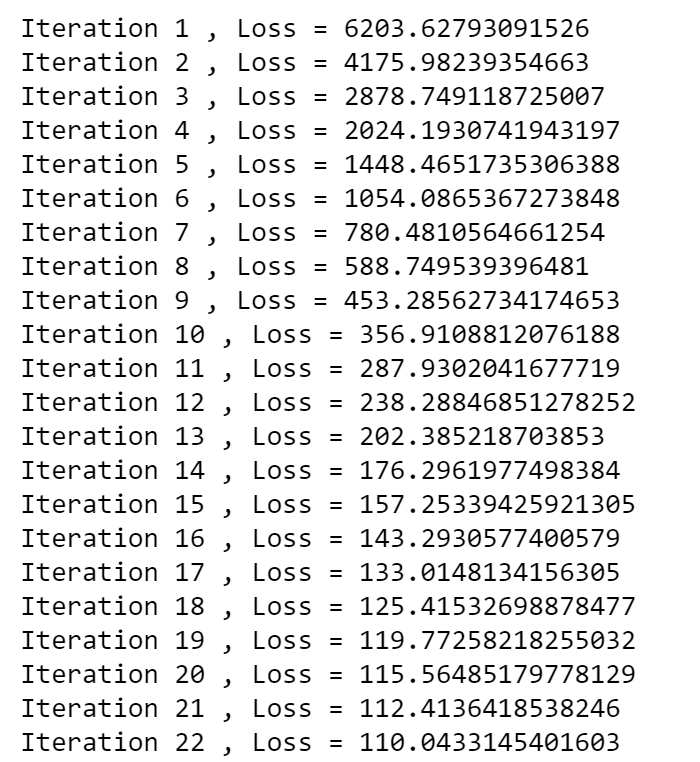 Iteration 1 , Loss = 6203.62793091526
Iteration 2 , Loss = 4175.98239354663
Iteration 3 , Loss = 2878.749118725007
Iteration 4 , Loss = 2024.1930741943197
Iteration 5 , Loss = 1448.4651735306388
Iteration 6 , Loss = 1054.0865367273848
Iteration 7 , Loss = 780.4810564661254
Iteration 8 , Loss = 588.749539396481
Iteration 9 , Loss = 453.28562734174653
Iteration 10 , Loss = 356.9108812076188
Iteration 11 , Loss = 287.9302041677719
Iteration 12 , Loss = 238.28846851278252
Iteration 13 , Loss = 202.385218703853
Iteration 14 , Loss = 176.2961977498384
Iteration 15 , Loss = 157.25339425921305
Iteration 16 , Loss = 143.2930577400579
Iteration 17 , Loss = 133.0148134156305
Iteration 18 , Loss = 125.41532698878477
Iteration 19 , Loss = 119.77258218255032
Iteration 20 , Loss = 115.56485179778129
Iteration 21 , Loss = 112.4136418538246
Iteration 22 , Loss = 110.0433145401603